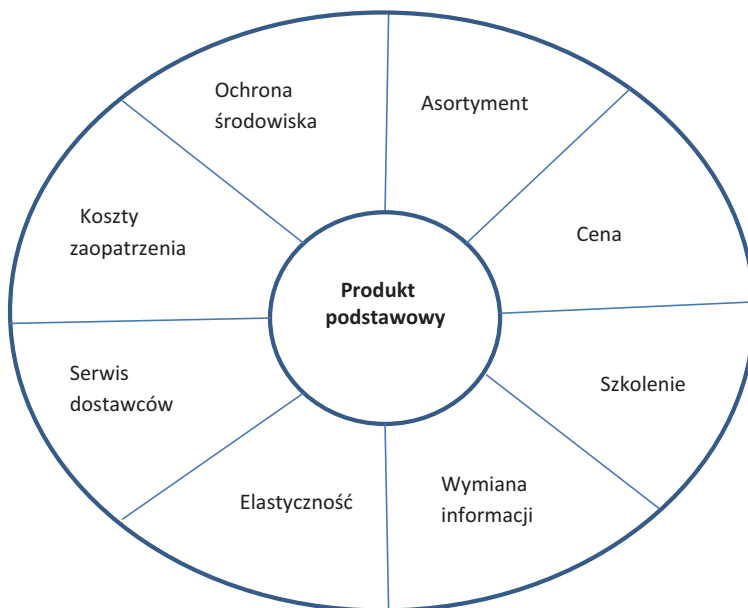 Ochrona
środowiska
Asortyment
Koszty
zaopatrzenia
Cena
Produkt
podstawowy
Serwis
dostawców
Szkolenie
Elastyczność
Wymiana
informacji